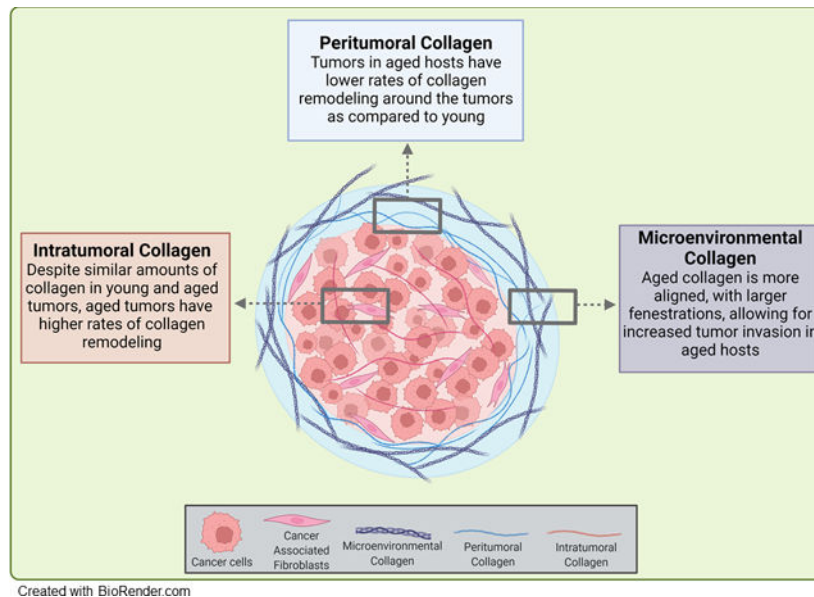 Peritumoral Collagen
Tumors in aged hosts have
lower rates of collagen
remodeling around the tumors
as compared to young
Intratumoral Collagen
Despite similar amounts of
collagen in young and aged
tumors, aged tumors have
higher rates of collagen
remodeling
Microenvironmental
Collagen
Aged collagen is more
aligned, with larger
fenestrations, allowing for
increased tumor invasion in
aged hosts
Cancer cells
Cancer
Associated
Fibroblasts
Microenvironmental
Collagen
Peritumoral
Collagen
Intratumoral
Collagen
Created with BioRender.com